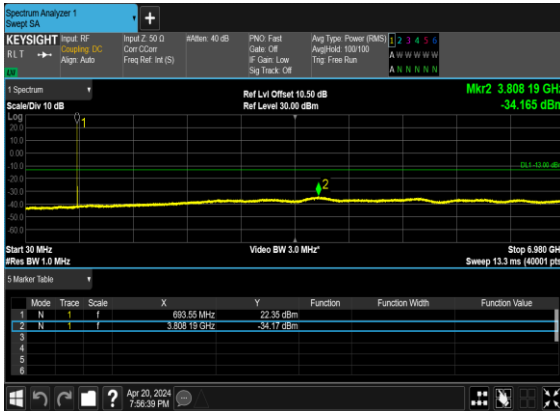 Spectrum Analyzer 1
Swept SA
+
KEYSIGHT Input: RF Input Z: 50 Ω #Atten: 40 dB PNO: Fast Avg Type: Power (RMS) 1 2 3 4 5 6
RLT Coupling: DC Corr CCorr Gate: Off Avg|Hold: 100/100 A W W W W W
Align: Auto Freq Ref: Int (S) IF Gain: Low Trig: Free Run
Sig Track: Off A N N N N N
1 Spectrum Ref Lvl Offset 10.50 dB Mkr2 3.808 19 GHz
Scale/Div 10 dB Ref Level 30.00 dBm -34.165 dBm
Log
1
20.0
10.0
0.00
-10.0
DL1 -13.00 dBm
-20.0
2
-30.0
-40.0
-50.0
-60.0
Start 30 MHz Video BW 3.0 MHz* Stop 6.980 GH
#Res BW 1.0 MHz Sweep 13.3 ms (40001 pts
5 Marker Table
Mode Trace Scale X Y Function Function Width Function Value
1 N 1 f 693.55 MHz 22.35 dBm
2 N 1 f 3.808 19 GHz -34.17 dBm
3
4
5
6
? Apr 20, 2024
7:56:39 PM